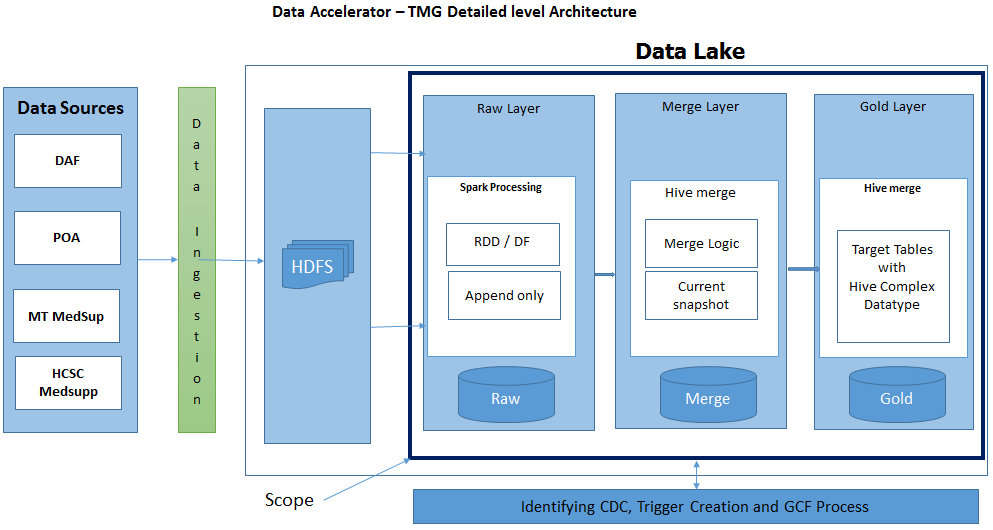 Data Accelerator – TMG Detailed level Architecture
Data Lake
Data Sources
DAF
POA
MT MedSup
HCSC
Medsupp
Data Ingestion
HDFS
Raw Layer
Spark Processing
RDD / DF
Append only
Raw
Merge Layer
Hive merge
Merge Logic
Current
snapshot
Merge
Gold Layer
Hive merge
Target Tables
with
Hive Complex
Datatype
Gold
Scope
Identifying CDC, Trigger Creation and GCF Process